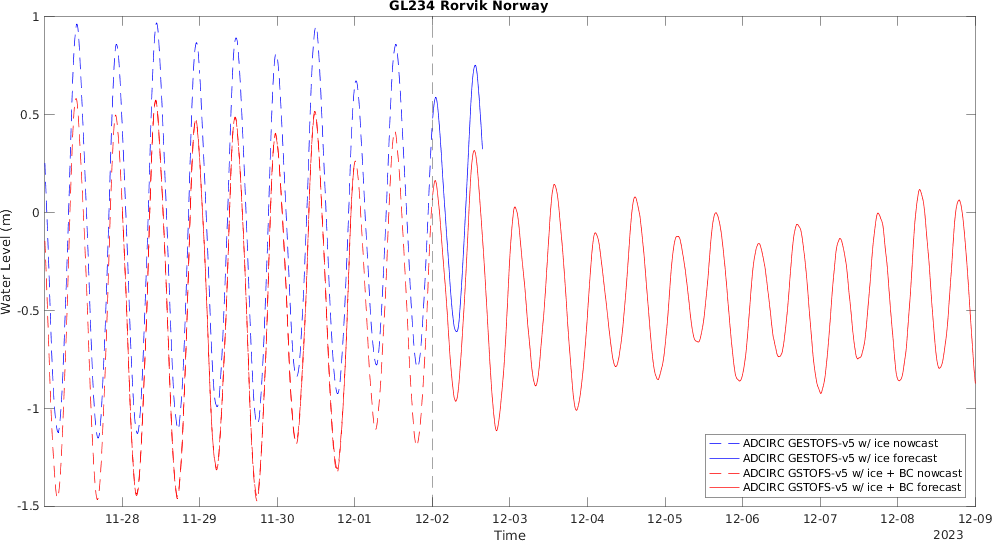 GL234 Rorvik Norway
1
0.5
0
-0.5
-1
-1.5
Water Level (m)
11-28
11-29
11-30
12-01
12-02
12-03
12-04
12-05
12-06
12-07
12-08
12-09
Time
2023
ADCIRC GESTOFS-v5 w/ ice nowcast
ADCIRC GESTOFS-v5 w/ ice forecast
ADCIRC GSTOFS-v5 w/ ice + BC nowcast
ADCIRC GSTOFS-v5 w/ ice + BC forecast